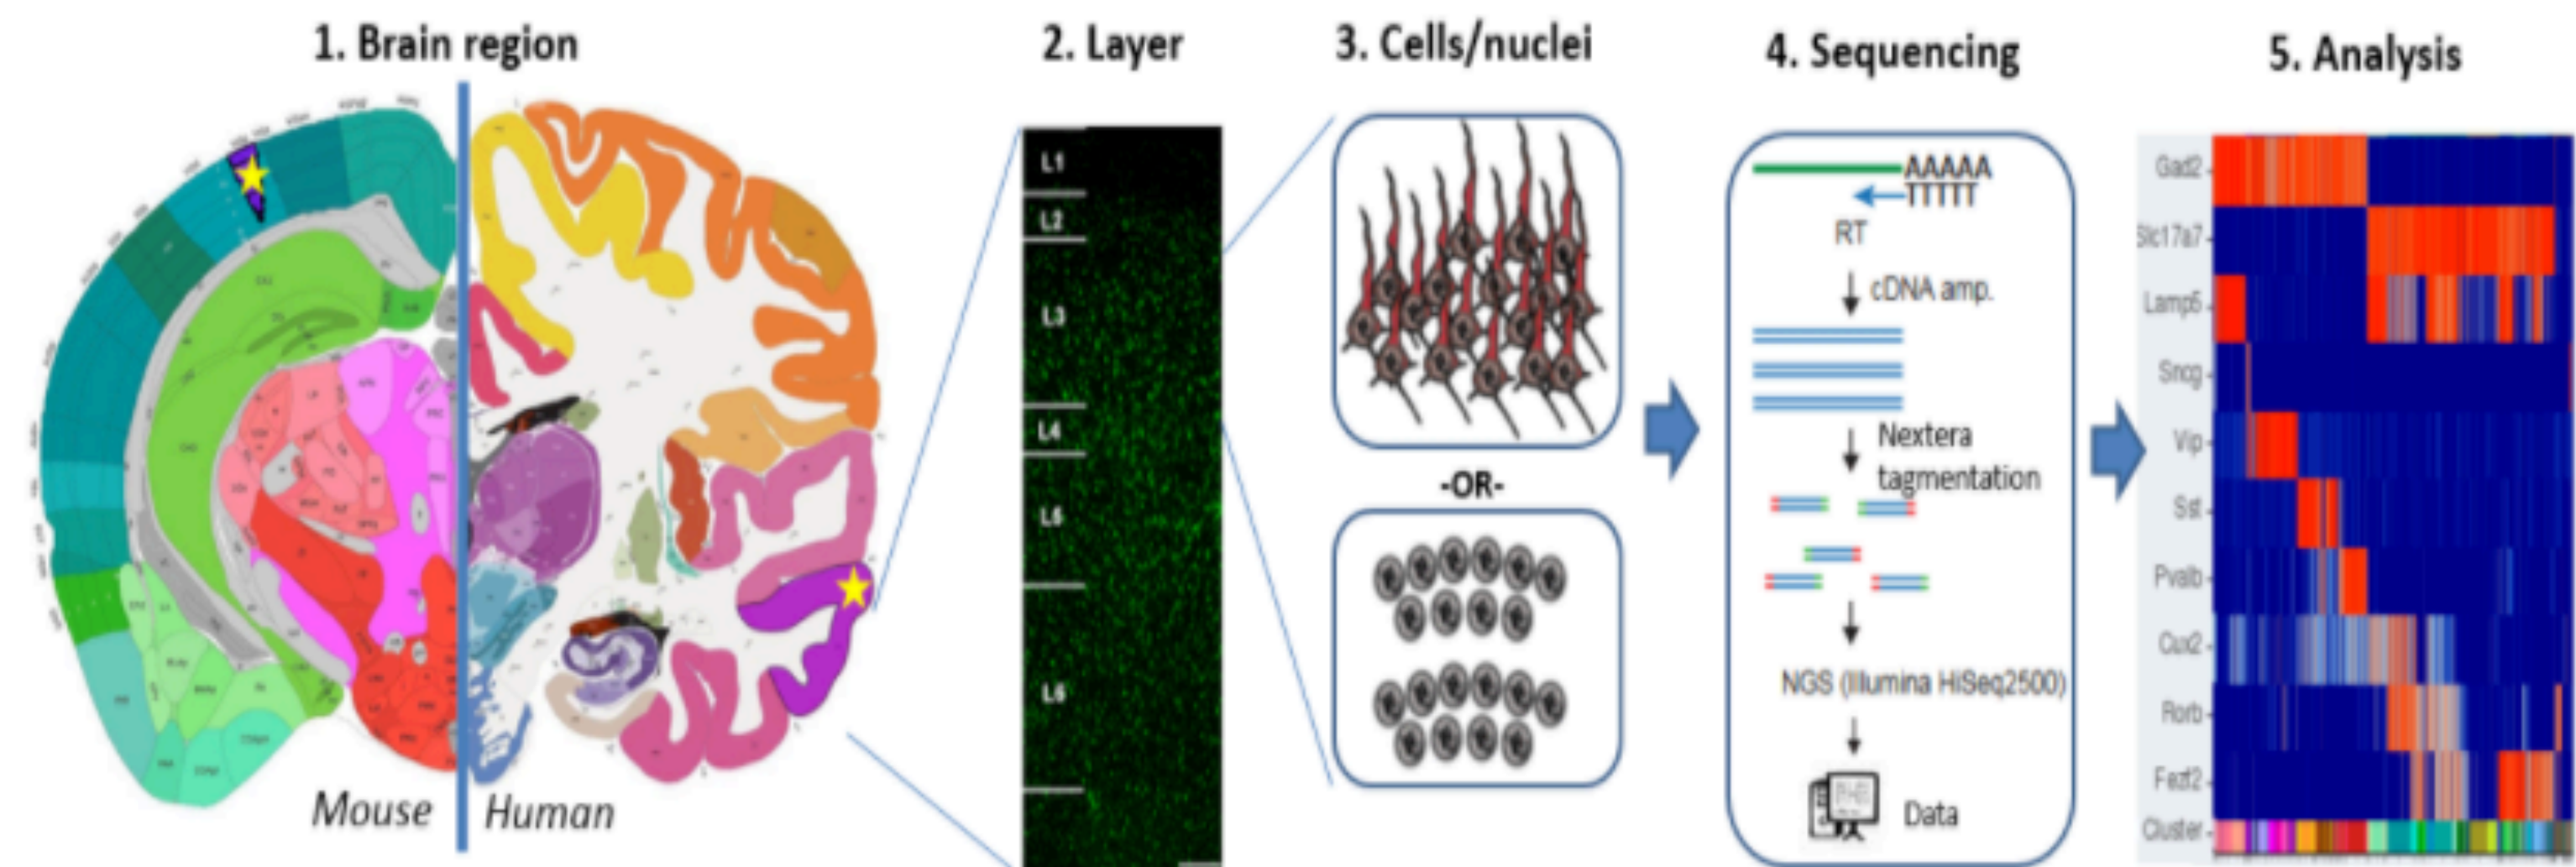 1. Brain region
2. Layer
3. Cells/nuclei
4. Sequencing
5. Analysis
Mouse
Human
L1
L2
L3
L4
L5
L6
-OR-
AAAAA
TTTTT
RT
cDNA amp.
Nextera
tagmentation
NGS (Illumina HiSeq2500)
Data
Gad2
Slc17a7
Lamp5
Sncg
Vip
Sst
Pvalb
Cux2
Rorb
Fezf2
Cluster